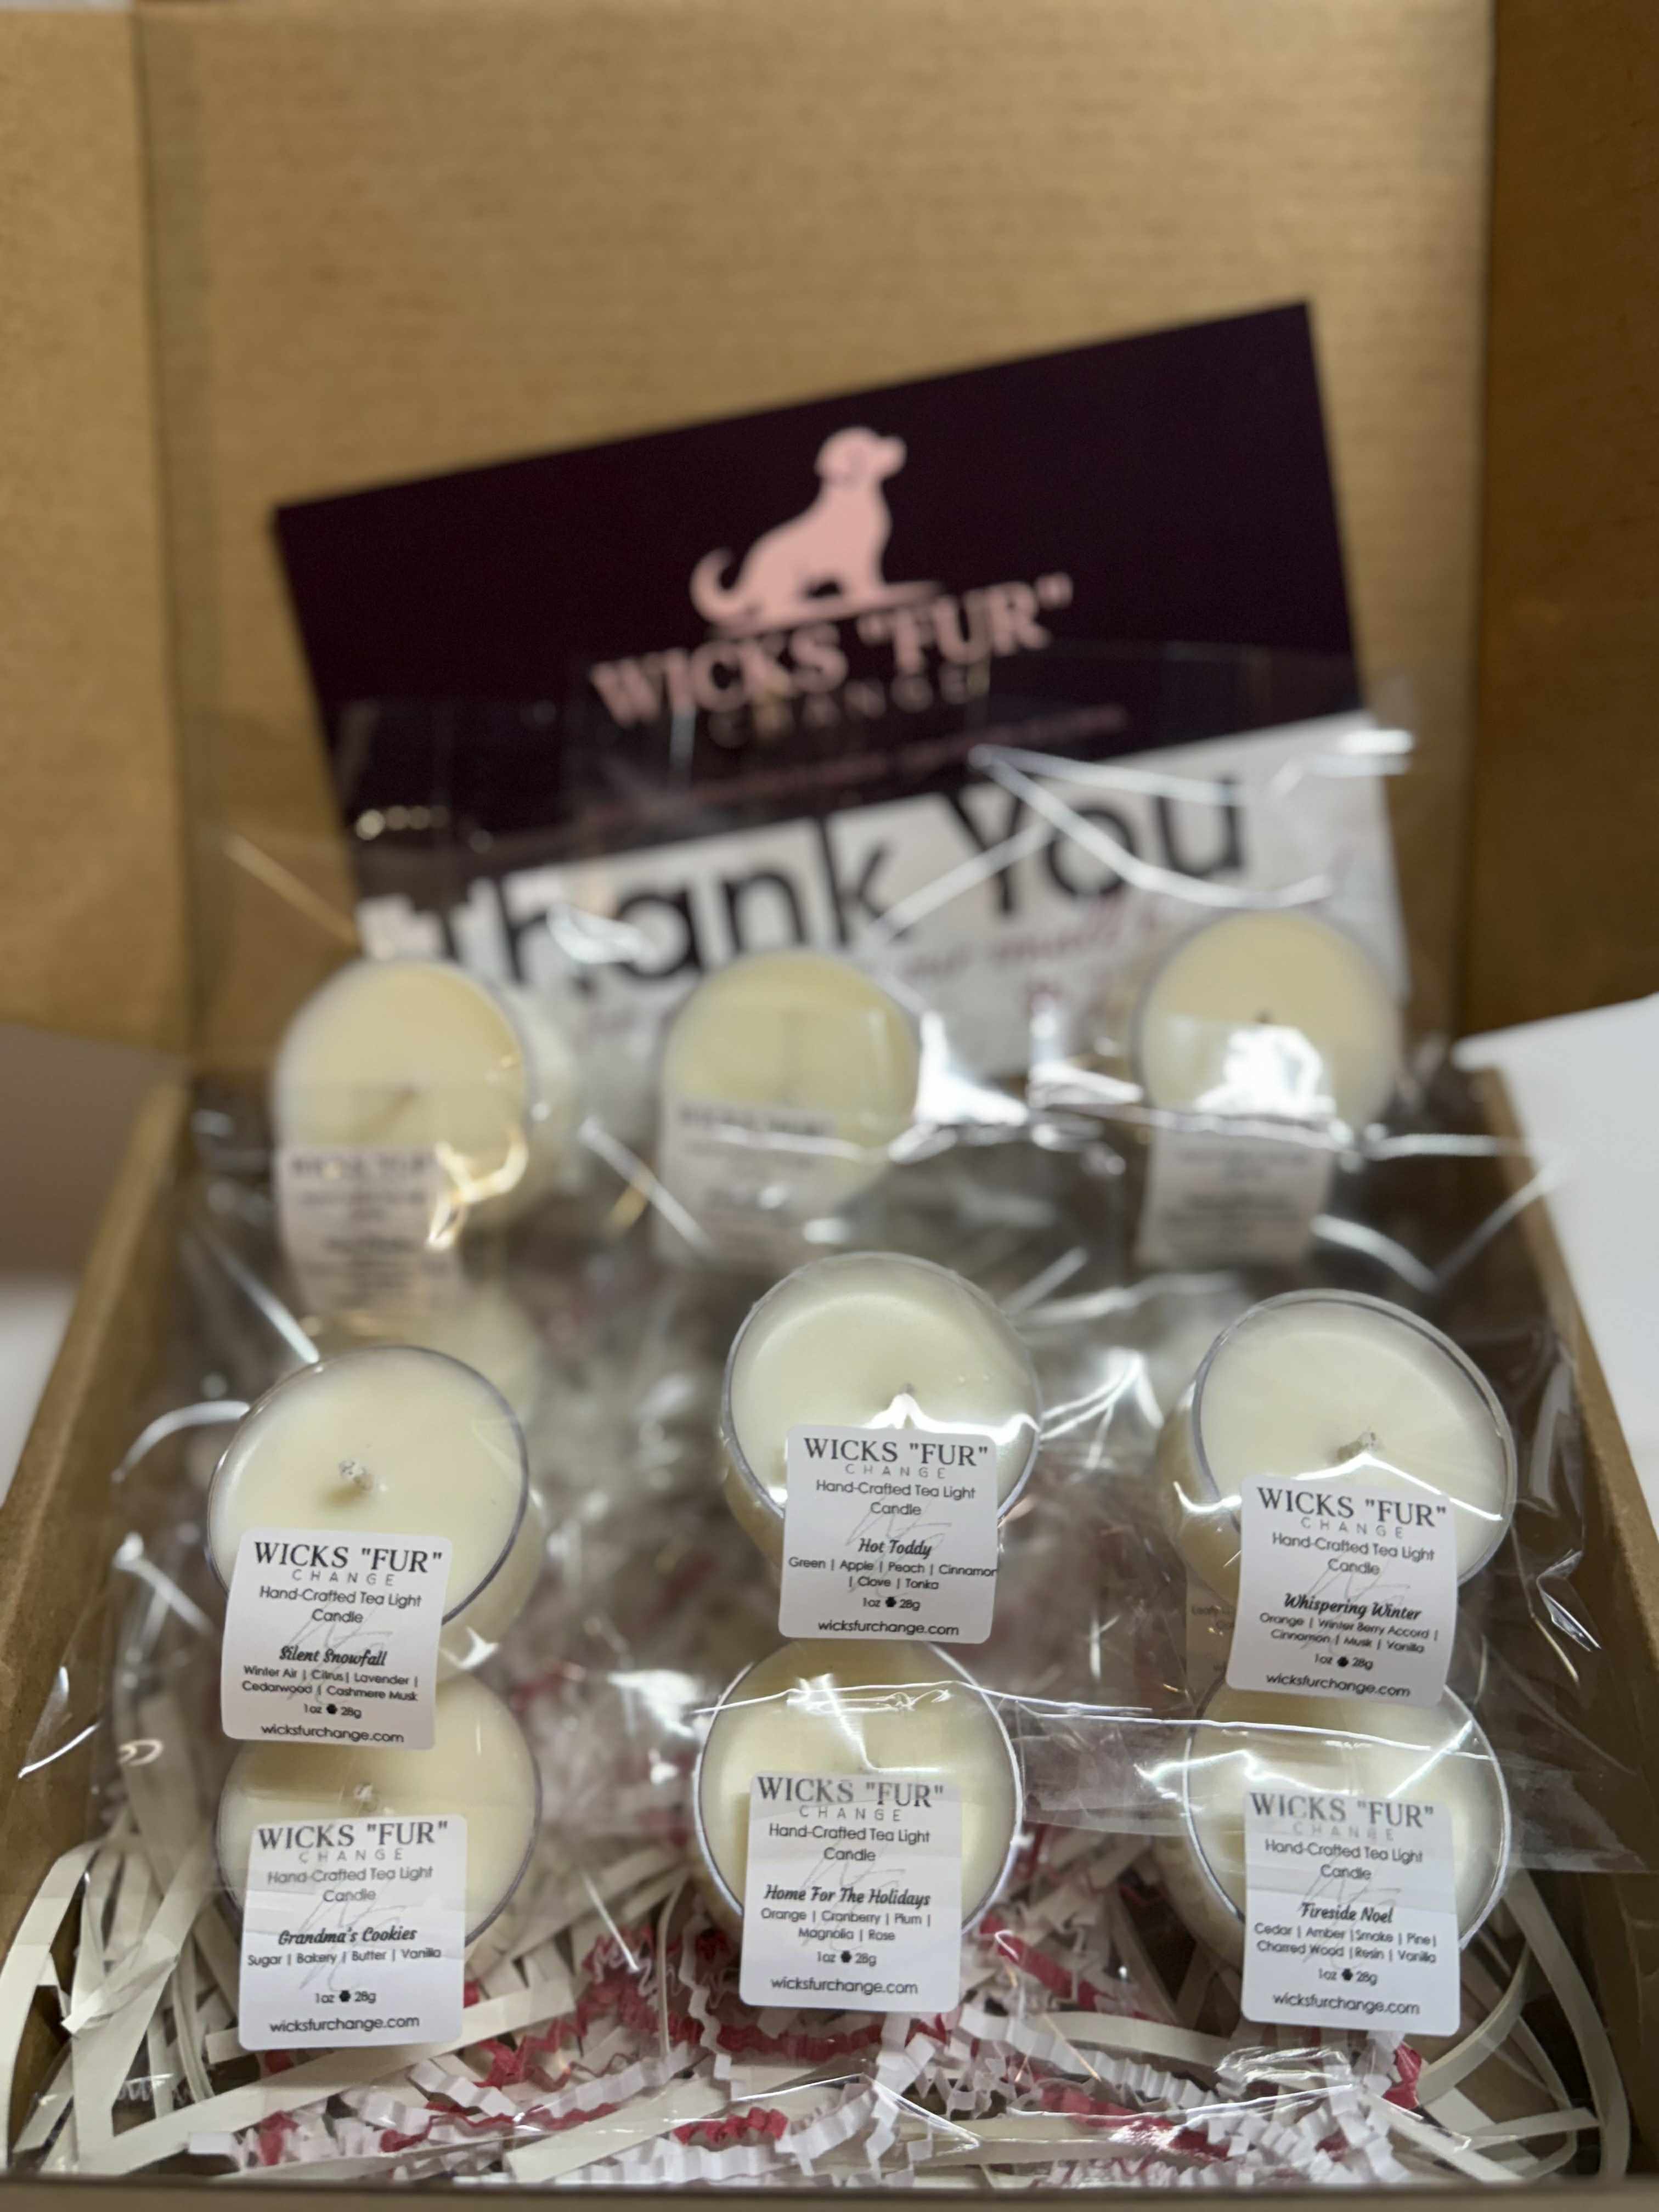 WICKS "FUR"
CHANGE
Thank You
WICKS "FUR"
CHANGE
Hand-Crafted Tea Light
Candle
Silent Snowfall
Winter Air | Citrus | Lavender |
Cedarwood | Cashmere Musk
1oz 28g
wicksfurchange.com
WICKS "FUR"
CHANGE
Hand-Crafted Tea Light
Candle
Hot Toddy
Green | Apple | Peach | Cinnamon
| Clove | Tonka
1oz 28g
wicksfurchange.com
WICKS "FUR"
CHANGE
Hand-Crafted Tea Light
Candle
Whispering Winter
Orange | Winter Berry Accord |
Cinnamon | Musk | Vanilla
1oz 28g
wicksfurchange.com
WICKS "FUR"
CHANGE
Hand-Crafted Tea Light
Candle
Grandma's Cookies
Sugar | Bakery | Butter | Vanilla
1oz 28g
wicksfurchange.com
WICKS "FUR"
CHANGE
Hand-Crafted Tea Light
Candle
Home For The Holidays
Orange | Cranberry | Plum |
Magnolia | Rose
1oz 28g
wicksfurchange.com
WICKS "FUR"
CHANGE
Hand-Crafted Tea Light
Candle
Fireside Noel
Cedar | Amber | Smoke | Pine |
Charred Wood | Resin | Vanilla
1oz 28g
wicksfurchange.com